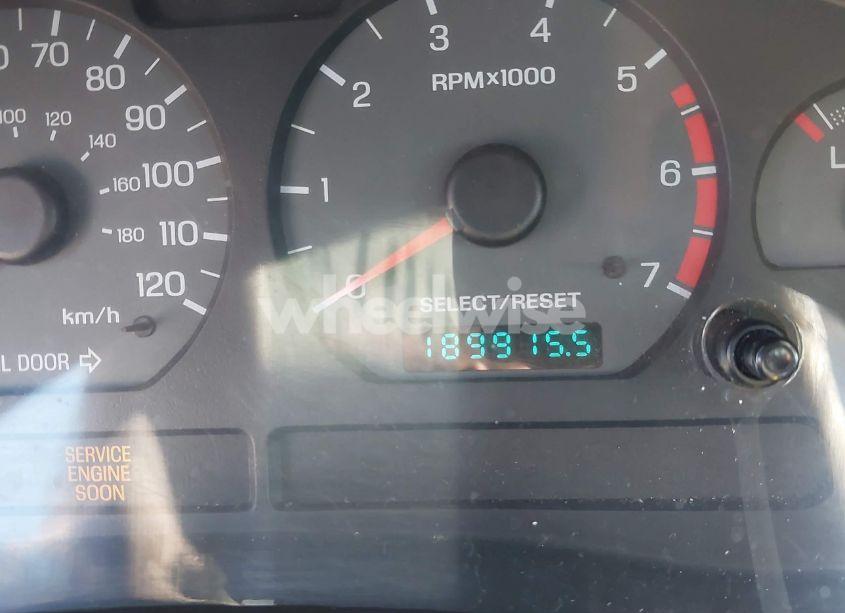 70
80
90
100
110
120
100
120
140
160
180
km/h
L DOOR
0
1
2
3
4
5
6
7
RPM×1000
SELECT/RESET
189915.5
wheelwise
SERVICE
ENGINE
SOON